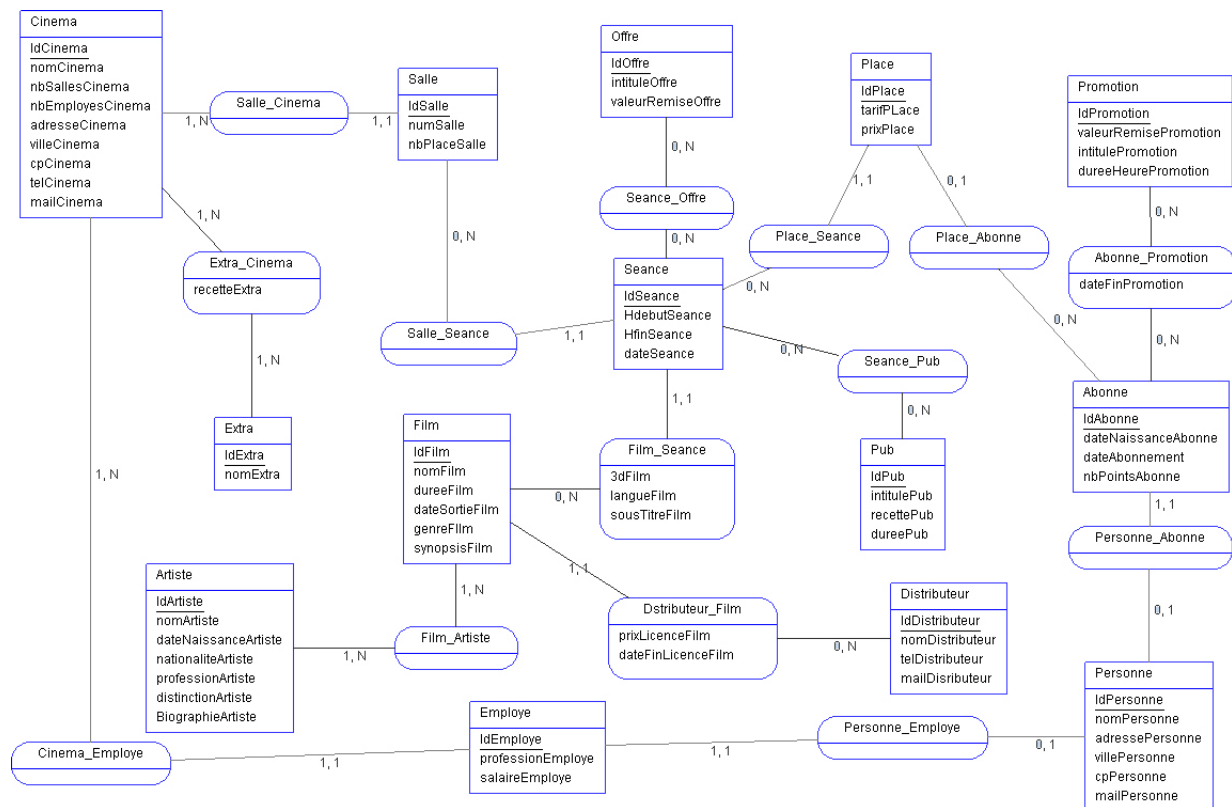 Cinema
IdCinema
nomCinema
nbSallesCinema
nbEmployesCinema
adresseCinema
villeCinema
cpCinema
telCinema
mailCinema
1, N
Salle_Cinema
1, 1
Salle
IdSalle
numSalle
nbPlaceSalle
Offre
IdOffre
intituleOffre
valeurRemiseOffre
Place
IdPlace
tarifPLace
prixPlace
Promotion
IdPromotion
valeurRemisePromotion
intitulePromotion
dureeHeurePromotion
0, N
Seance_Offre
0, N
1, 1
Place_Seance
0, N
0, 1
Place_Abonne
0, N
0, N
Abonne_Promotion
dateFinPromotion
0, N
1, N
Extra_Cinema
recetteExtra
1, N
Extra
IdExtra
nomExtra
0, N
Salle_Seance
1, 1
Seance
IdSeance
HdebutSeance
HfinSeance
dateSeance
0, N
Seance_Pub
0, N
Pub
IdPub
intitulePub
recettePub
dureePub
Abonne
IdAbonne
dateNaissanceAbonne
dateAbonnement
nbPointsAbonne
1, 1
Personne_Abonne
0, 1
1, 1
Film_Seance
3dFilm
langueFilm
sousTitreFilm
0, N
Film
IdFilm
nomFilm
dureeFilm
dateSortieFilm
genreFIlm
synopsisFilm
1, N
1, 1
Film_Artiste
1, N
Artiste
IdArtiste
nomArtiste
dateNaissanceArtiste
nationaliteArtiste
professionArtiste
distinctionArtiste
BiographieArtiste
Dstributeur_Film
prixLicenceFilm
dateFinLicenceFilm
0, N
Distributeur
IdDistributeur
nomDistributeur
telDistributeur
mailDisributeur
1, N
Cinema_Employe
1, 1
Employe
IdEmploye
professionEmploye
salaireEmploye
1, 1
Personne_Employe
0, 1
Personne
IdPersonne
nomPersonne
adressePersonne
villePersonne
cpPersonne
mailPersonne